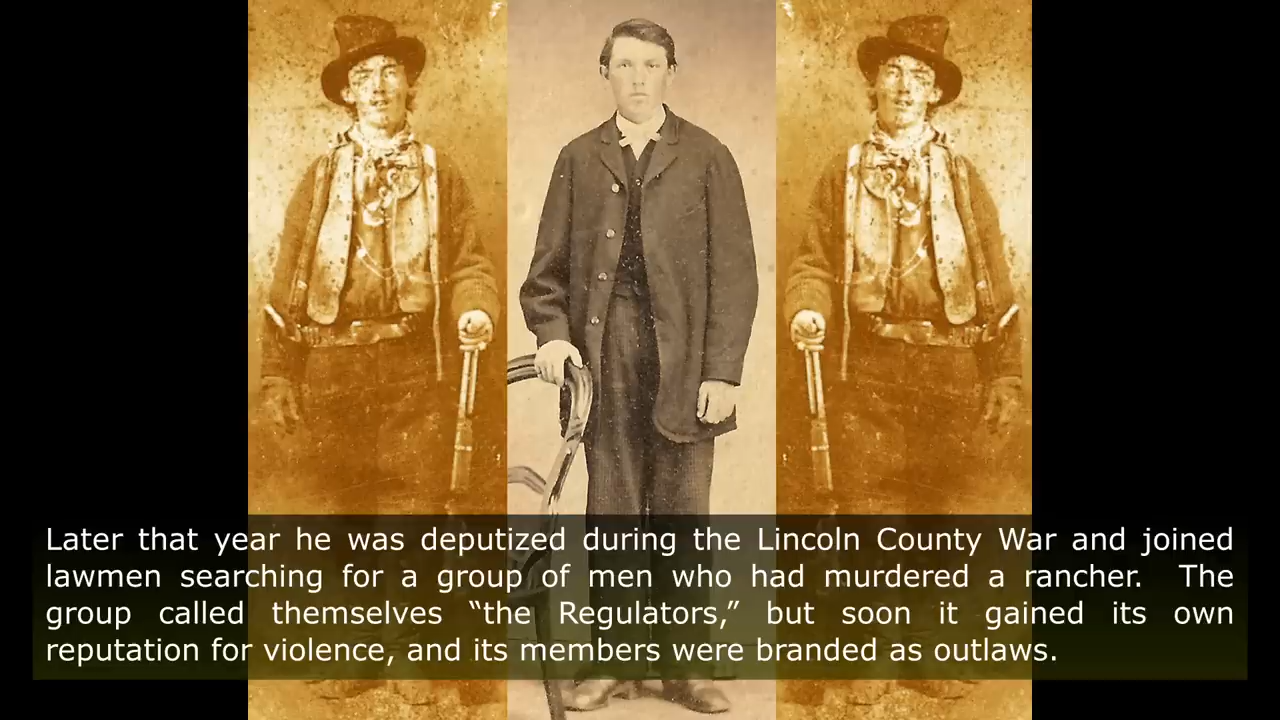 Later that year he was deputized during the Lincoln County War and joined
lawmen searching for a group of men who had murdered a rancher. The
group called themselves “the Regulators,” but soon it gained its own
reputation for violence, and its members were branded as outlaws.